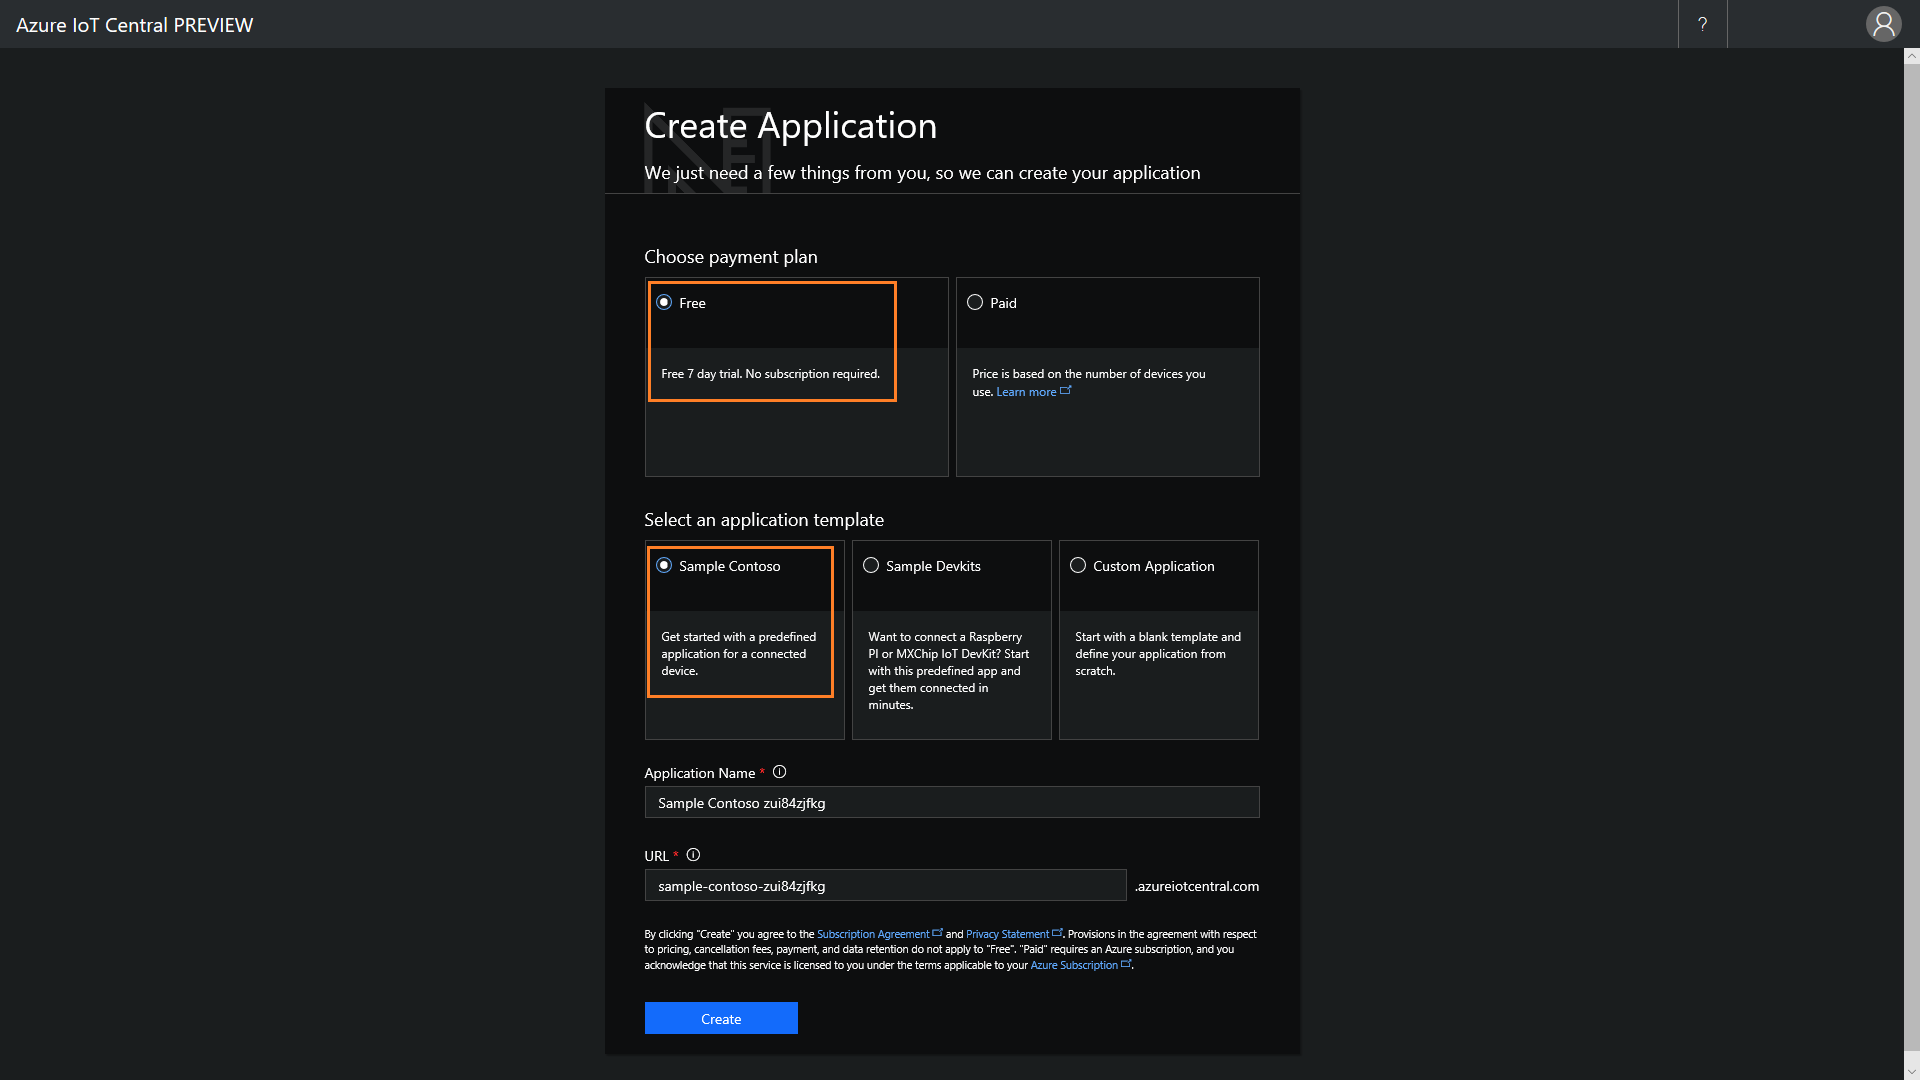 Azure IoT Central PREVIEW
?
Create Application
We just need a few things from you, so we can create your application
Choose payment plan
Free
Free 7 day trial. No subscription required.
Paid
Price is based on the number of devices you
use. Learn more
Select an application template
Sample Contoso
Get started with a predefined
application for a connected
device.
Sample Devkits
Want to connect a Raspberry
PI or MXChip IoT DevKit? Start
with this predefined app and
get them connected in
minutes.
Custom Application
Start with a blank template and
define your application from
scratch.
Application Name *
Sample Contoso zui84zjfkg
URL *
sample-contoso-zui84zjfkg
.azureiotcentral.com
By clicking "Create" you agree to the Subscription Agreement and Privacy Statement. Provisions in the agreement with respect
to pricing, cancellation fees, payment, and data retention do not apply to "Free". "Paid" requires an Azure subscription, and you
acknowledge that this service is licensed to you under the terms applicable to your Azure Subscription.
Create